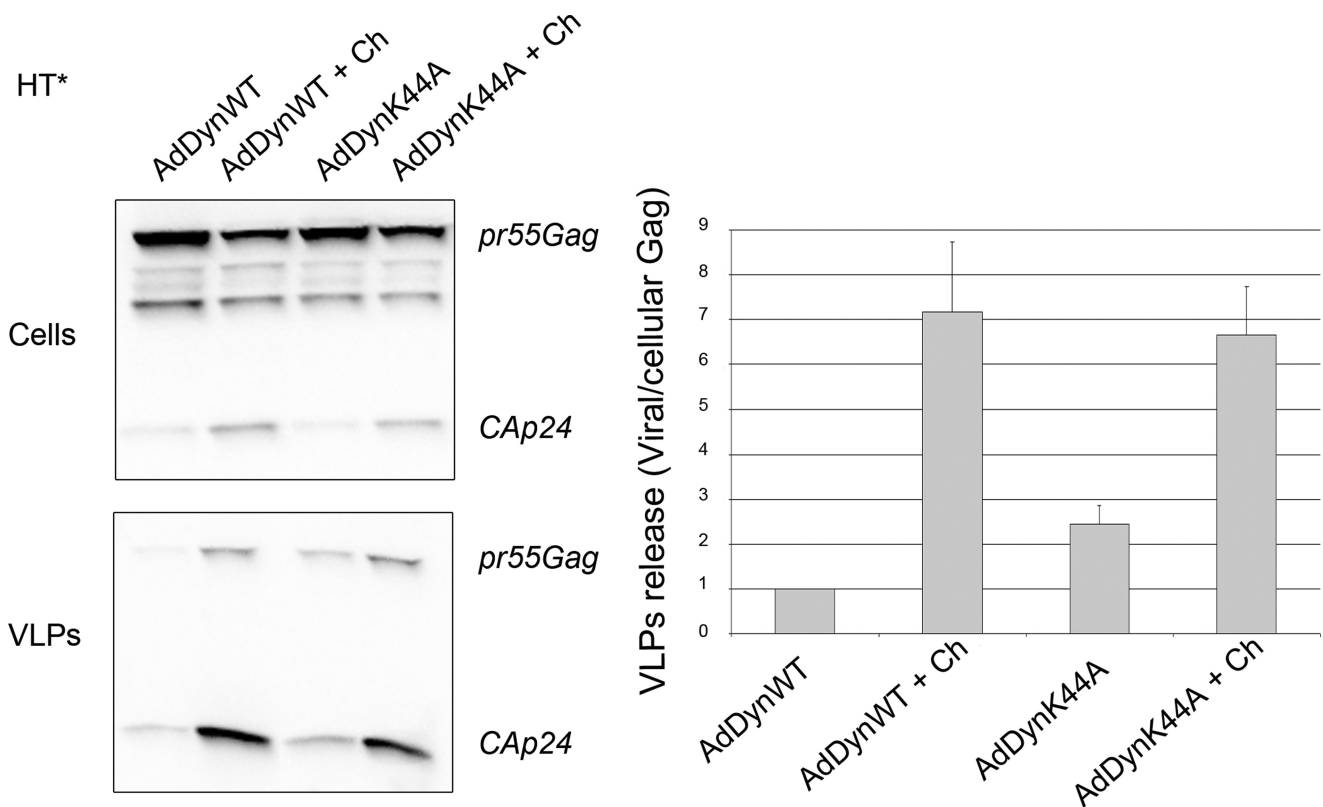 HT*
AdDynWT
AdDynWT + Ch
AdDynK44A
AdDynK44A + Ch
Cells
pr55Gag
CAp24
VLPs
pr55Gag
CAp24
VLPs release (Viral/cellular Gag)
9
8
7
6
5
4
3
2
1
0
AdDynWT
AdDynWT + Ch
AdDynK44A
AdDynK44A + Ch